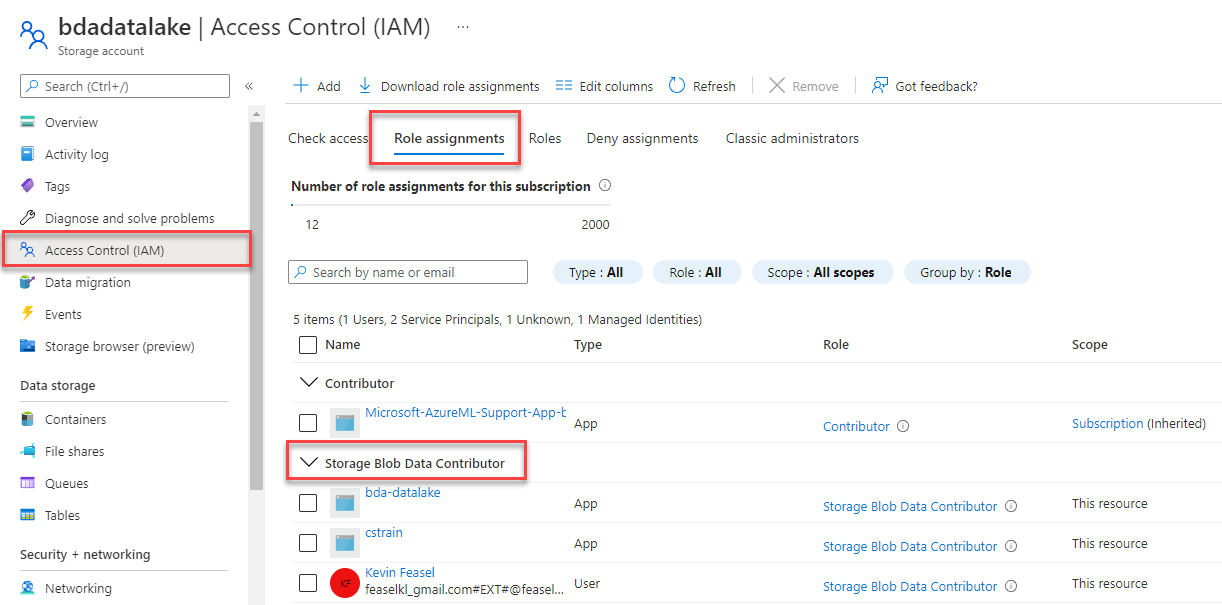 bdadatalake | Access Control (IAM) ...
Storage account
Search (Ctrl+/)
«
Overview
Activity log
Tags
Diagnose and solve problems
Access Control (IAM)
Data migration
Events
Storage browser (preview)
Data storage
Containers
File shares
Queues
Tables
Security + networking
Networking
Add Download role assignments Edit columns Refresh Remove Got feedback?
Check access Role assignments Roles Deny assignments Classic administrators
Number of role assignments for this subscription
12 2000
Search by name or email Type : All Role : All Scope : All scopes Group by : Role
5 items (1 Users, 2 Service Principals, 1 Unknown, 1 Managed Identities)
Name Type Role Scope
Contributor
Microsoft-AzureML-Support-App-b App Contributor Subscription (Inherited)
Storage Blob Data Contributor
bda-datalake App Storage Blob Data Contributor This resource
cstrain App Storage Blob Data Contributor This resource
KF Kevin Feasel User Storage Blob Data Contributor This resource
feaselkl_gmail.com#EXT#@feasel...